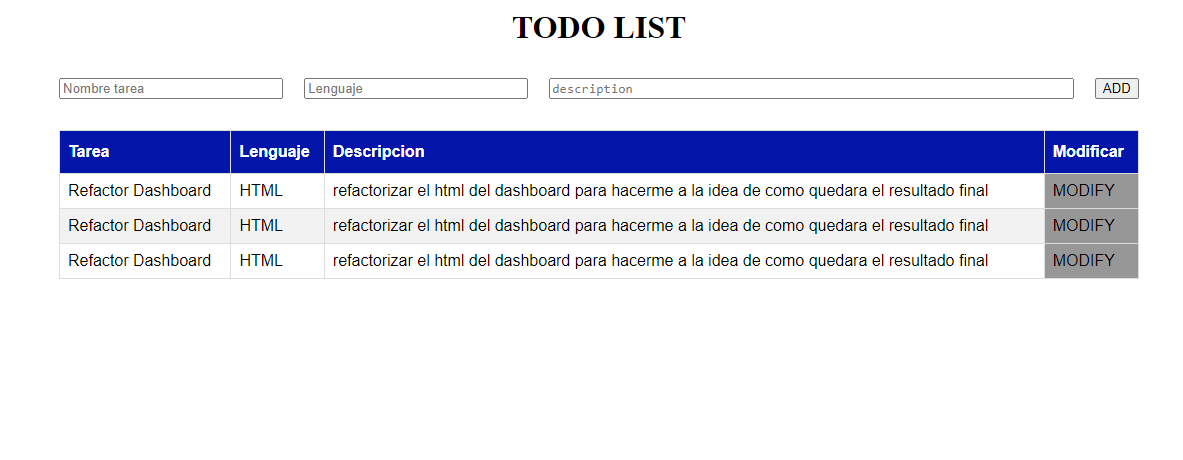 TODO LIST
Nombre tarea Lenguaje description ADD
Tarea Lenguaje Descripcion Modificar
Refactor Dashboard HTML refactorizar el html del dashboard para hacerme a la idea de como quedara el resultado final MODIFY
Refactor Dashboard HTML refactorizar el html del dashboard para hacerme a la idea de como quedara el resultado final MODIFY
Refactor Dashboard HTML refactorizar el html del dashboard para hacerme a la idea de como quedara el resultado final MODIFY